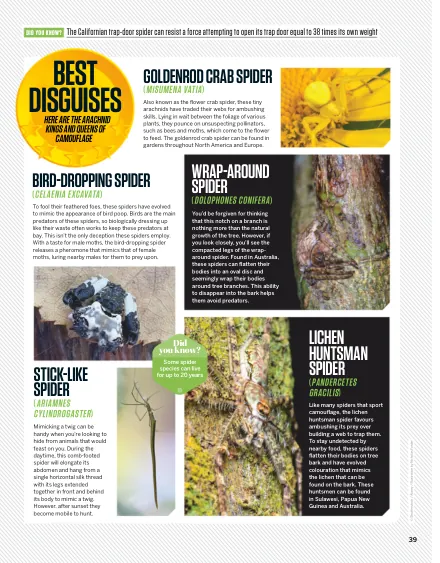 DID YOU KNOW? The Californian trap-door spider can resist a force attempting to open its trap door equal to 38 times its own weight
BEST
DISGUISES
HERE ARE THE ARACHNID
KINGS AND QUEENS OF
CAMOUFLAGE
GOLDENROD CRAB SPIDER
(MISUMENA VATIA)
Also known as the flower crab spider, these tiny
arachnids have traded their webs for ambushing
skills. Lying in wait between the foliage of various
plants, they pounce on unsuspecting pollinators,
such as bees and moths, which come to the flower
to feed. The goldenrod crab spider can be found in
gardens throughout North America and Europe.
BIRD-DROPPING SPIDER
(CELAENIA EXCAVATA)
To fool their feathered foes, these spiders have evolved
to mimic the appearance of bird poop. Birds are the main
predators of these spiders, so biologically dressing up
like their waste often works to keep these predators at
bay. This isn't the only deception these spiders employ.
With a taste for male moths, the bird-dropping spider
releases a pheromone that mimics that of female
moths, luring nearby males for them to prey upon.
WRAP-AROUND
SPIDER
(DOLOPHONES CONIFERA)
You'd be forgiven for thinking
that this notch on a branch is
nothing more than the natural
growth of the tree. However, if
you look closely, you'll see the
compacted legs of the wrap-
around spider. Found in Australia,
these spiders can flatten their
bodies into an oval disc and
seemingly wrap their bodies
around tree branches. This ability
to disappear into the bark helps
them avoid predators.
Did
you know?
Some spider
species can live
for up to 25 years
STICK-LIKE
SPIDER
(ARIAMNES
CYLINDROGASTER)
Mimicking a twig can be
handy when you're looking to
hide from animals that would
feast on you. During the
daytime, this comb-footed
spider will elongate its
abdomen and hang from a
single horizontal silk thread
with its legs extended
together in front and behind
its body to mimic a twig.
However, after sunset they
become mobile to hunt.
LICHEN
HUNTSMAN
SPIDER
(PANDERCETES
GRACILIS)
Like many spiders that sport
camouflage, the lichen
huntsman spider favours
ambushing its prey over
building a web to trap them.
To stay undetected by
nearby food, these spiders
flatten their bodies on tree
bark and have evolved
colouration that mimics
the lichen that can be
found on the bark. These
huntsmen can be found
in Sulawesi, Papua New
Guinea and Australia.
39